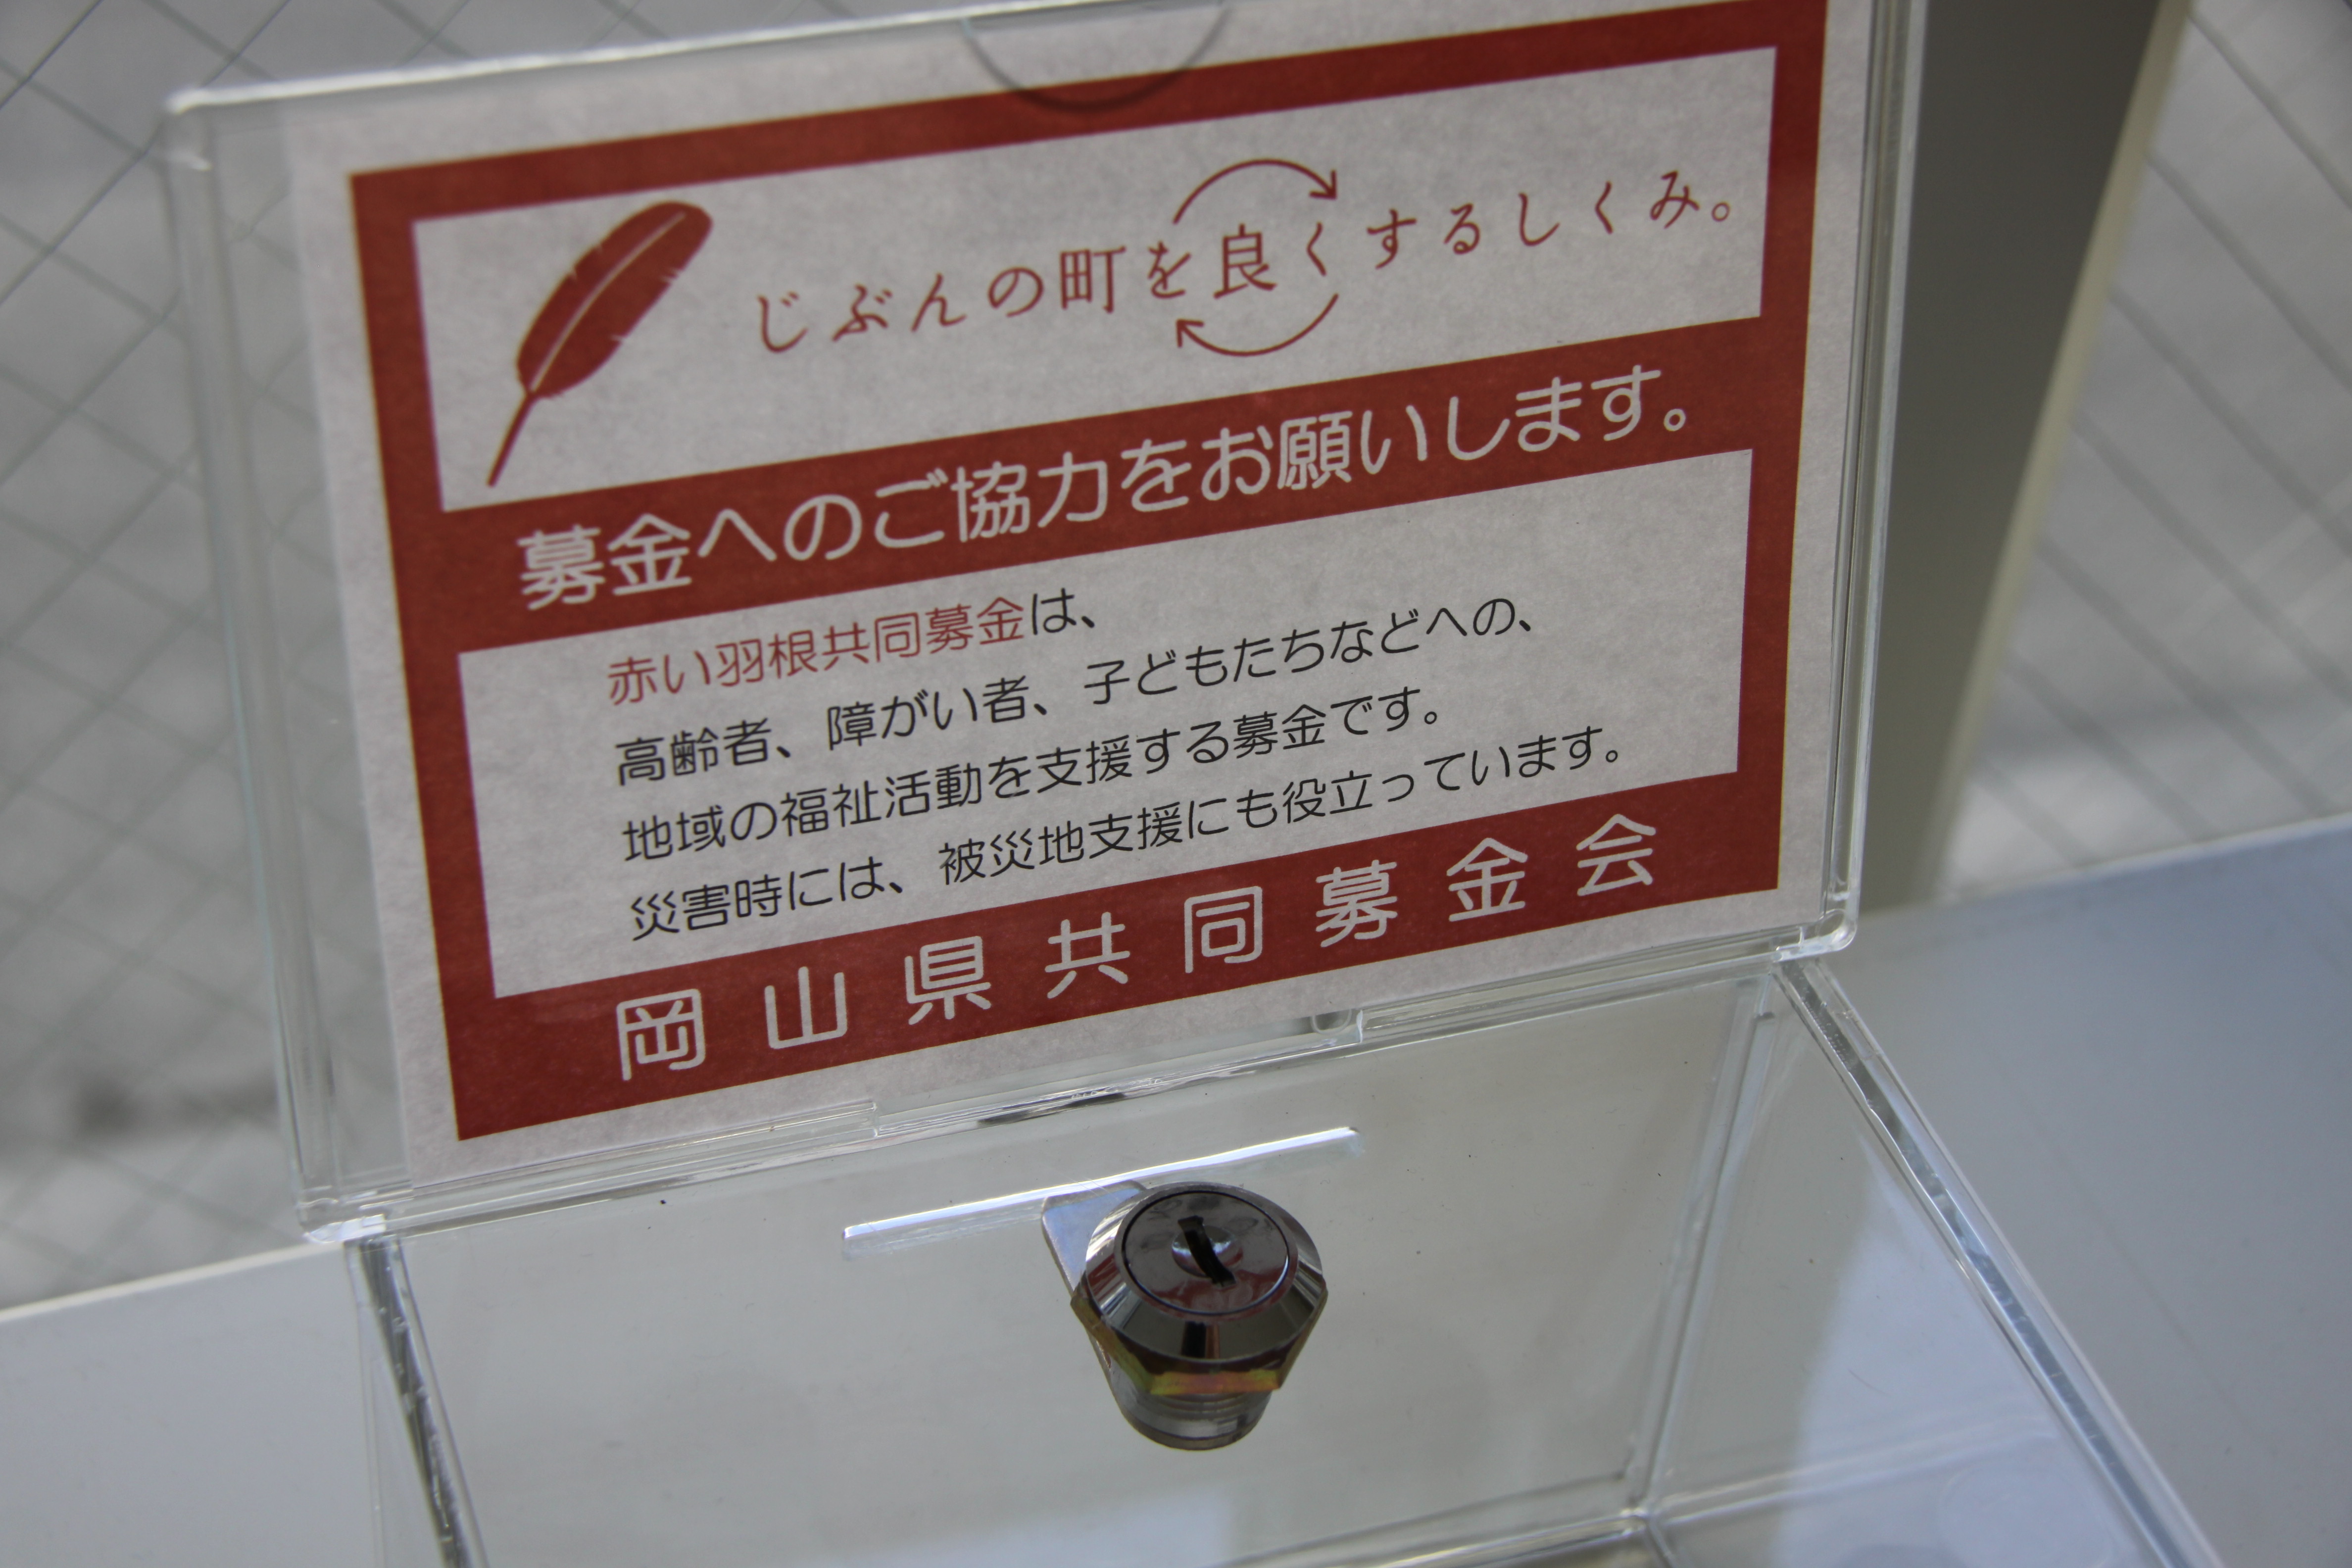 じぶんの町を良くするしくみ。
募金へのご協力をお願いします。
赤い羽根共同募金は、
高齢者、障がい者、子どもたちなどへの、
地域の福祉活動を支援する募金です。
災害時には、被災地支援にも役立っています。
岡山県共同募金会